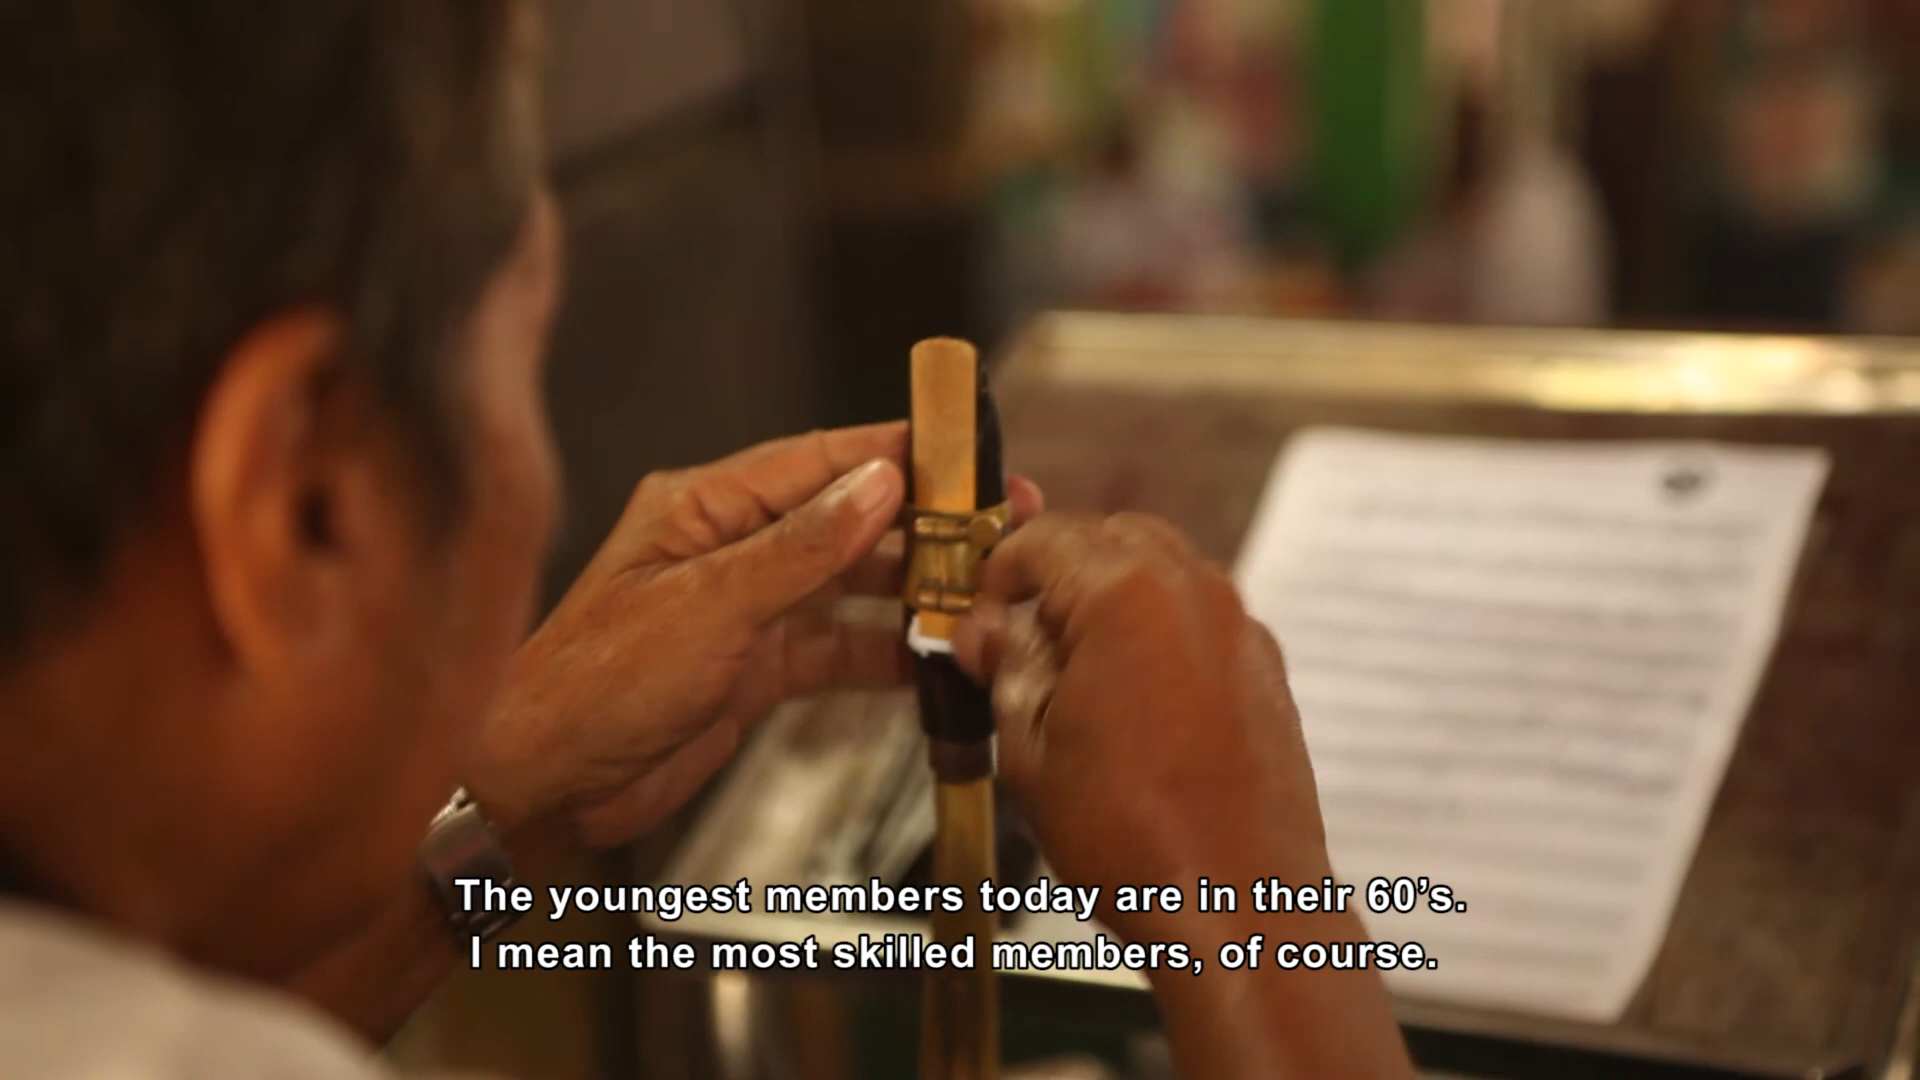 The youngest members today are in their 60’s.
I mean the most skilled members, of course.